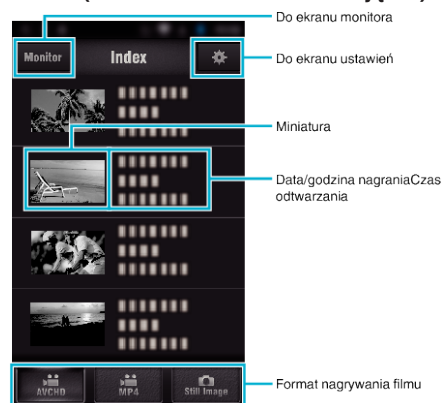 Do ekranu monitora
Monitor
Index
Do ekranu ustawień
Miniatura
Data/godzina nagraniaCzas
odtwarzania
AVCHD
MP4
Still Image
Format nagrywania filmu